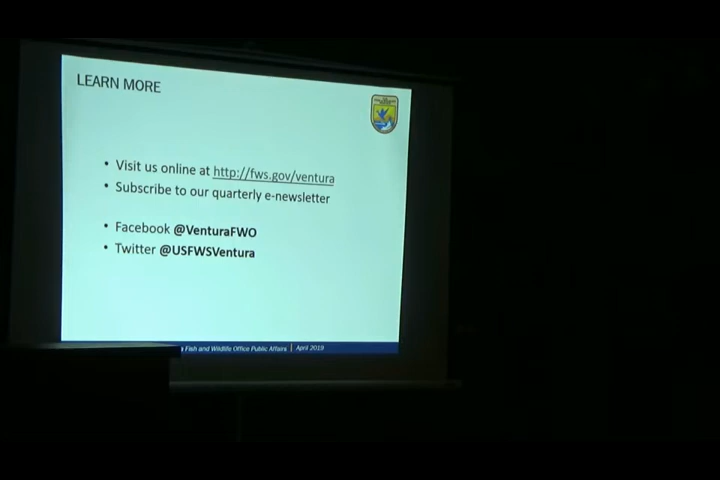 LEARN MORE
• Visit us online at http://fws.gov/ventura
• Subscribe to our quarterly e-newsletter
• Facebook @VenturaFWO
• Twitter @USFWSVentura
Fish and Wildlife Office Public Affairs | April 2019